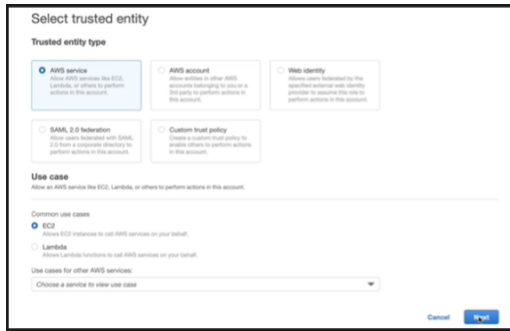 Select trusted entity
Trusted entity type
AWS service
Allow AWS services like EC2,
Lambda, or others to perform
actions in this account.
AWS account
Allow entities in other AWS
accounts belonging to you or a
3rd party to perform actions in
this account.
Web identity
Allows users federated by the
specified external web identity
provider to assume this role to
perform actions in this account.
SAML 2.0 federation
Allow users federated with SAML
2.0 from a corporate directory to
perform actions in this account.
Custom trust policy
Create a custom trust policy to
enable others to perform actions
in this account.
Use case
Allow an AWS service like EC2, Lambda, or others to perform actions in this account.
Common use cases
EC2
Allows EC2 instances to call AWS services on your behalf.
Lambda
Allows Lambda functions to call AWS services on your behalf.
Use cases for other AWS services:
Choose a service to view use case
Cancel
Next